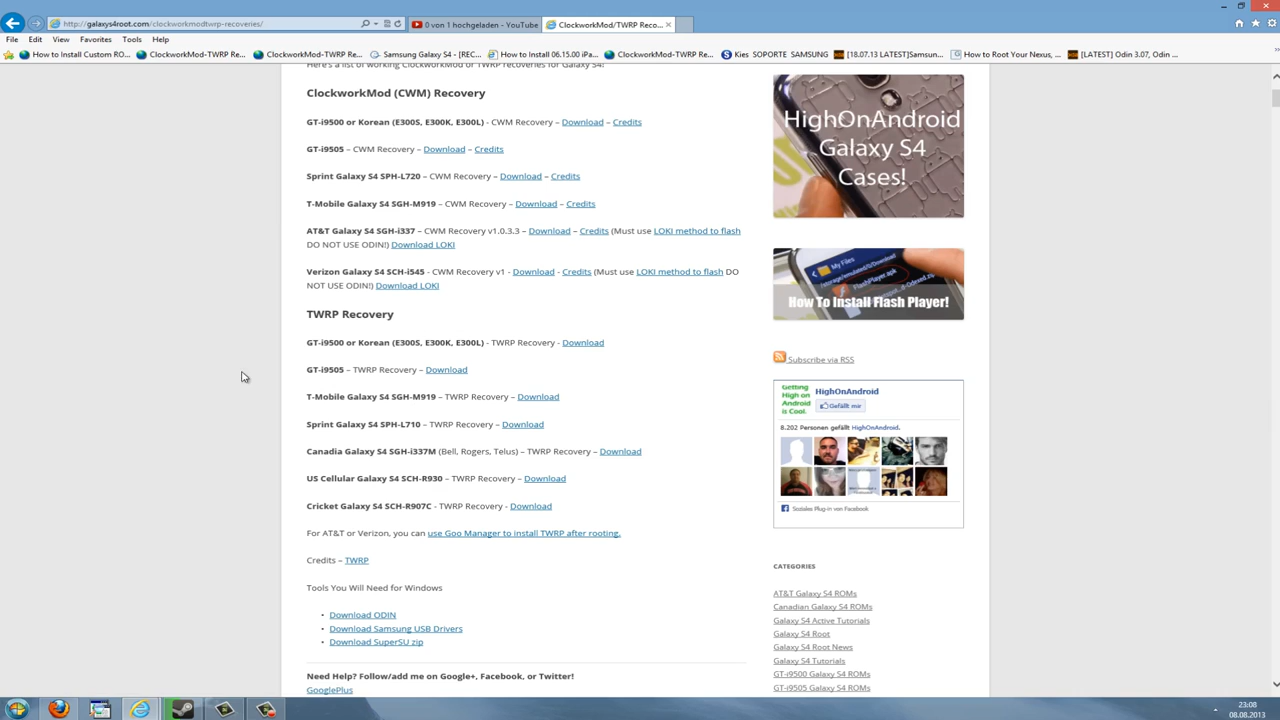 http://galaxys4root.com/clockworkmodtwrp-recoveries/
0 von 1 hochgeladen - YouTube
ClockworkMod/TWRP Reco...
File Edit View Favorites Tools Help
How to Install Custom RO...
ClockworkMod-TWRP Re...
ClockworkMod-TWRP Re...
Samsung Galaxy S4 - [REC...
How to Install 06.15.00 iPa...
ClockworkMod-TWRP Re...
Kies SOPORTE SAMSUNG
[18.07.13 LATEST]Samsun...
How to Root Your Nexus, ...
[LATEST] Odin 3.07, Odin ...
Here's a list of working ClockworkMod or TWRP recoveries for Galaxy S4!
ClockworkMod (CWM) Recovery
GT-i9500 or Korean (E300S, E300K, E300L) - CWM Recovery – Download – Credits
GT-i9505 – CWM Recovery – Download – Credits
Sprint Galaxy S4 SPH-L720 – CWM Recovery – Download – Credits
T-Mobile Galaxy S4 SGH-M919 – CWM Recovery – Download – Credits
AT&T Galaxy S4 SGH-i337 – CWM Recovery v1.0.3.3 – Download – Credits (Must use LOKI method to flash
DO NOT USE ODIN!) Download LOKI
Verizon Galaxy S4 SCH-i545 - CWM Recovery v1 - Download - Credits (Must use LOKI method to flash DO
NOT USE ODIN!) Download LOKI
TWRP Recovery
GT-i9500 or Korean (E300S, E300K, E300L) - TWRP Recovery - Download
GT-i9505 – TWRP Recovery – Download
T-Mobile Galaxy S4 SGH-M919 – TWRP Recovery – Download
Sprint Galaxy S4 SPH-L710 – TWRP Recovery – Download
Canadia Galaxy S4 SGH-i337M (Bell, Rogers, Telus) – TWRP Recovery – Download
US Cellular Galaxy S4 SCH-R930 – TWRP Recovery – Download
Cricket Galaxy S4 SCH-R907C - TWRP Recovery - Download
For AT&T or Verizon, you can use Goo Manager to install TWRP after rooting.
Credits – TWRP
Tools You Will Need for Windows
• Download ODIN
• Download Samsung USB Drivers
• Download SuperSU zip
Need Help? Follow/add me on Google+, Facebook, or Twitter!
GooglePlus
HighOnAndroid
Galaxy S4
Cases!
My Files
FlashPlayer.apk
How To Install Flash Player!
Subscribe via RSS
Getting
High on
Android
is Cool.
HighOnAndroid
Gefällt mir
8.202 Personen gefällt HighOnAndroid.
Soziales Plug-in von Facebook
CATEGORIES
AT&T Galaxy S4 ROMs
Canadian Galaxy S4 ROMs
Galaxy S4 Active Tutorials
Galaxy S4 Root
Galaxy S4 Root News
Galaxy S4 Tutorials
GT-i9500 Galaxy S4 ROMs
GT-i9505 Galaxy S4 ROMs
23:08
08.08.2013